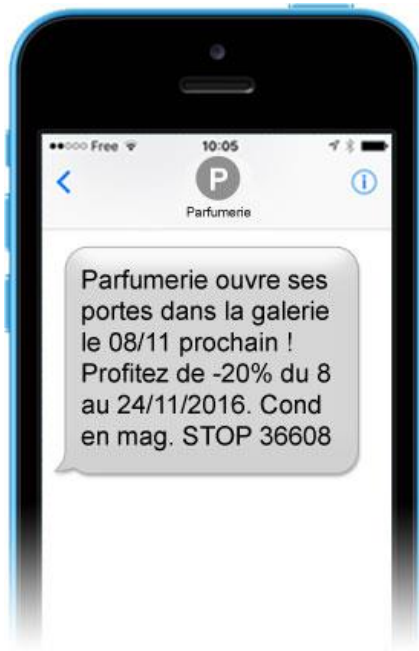 ●●○○○ Free 10:05
P
Parfumerie
Parfumerie ouvre ses
portes dans la galerie
le 08/11 prochain !
Profitez de -20% du 8
au 24/11/2016. Cond
en mag. STOP 36608